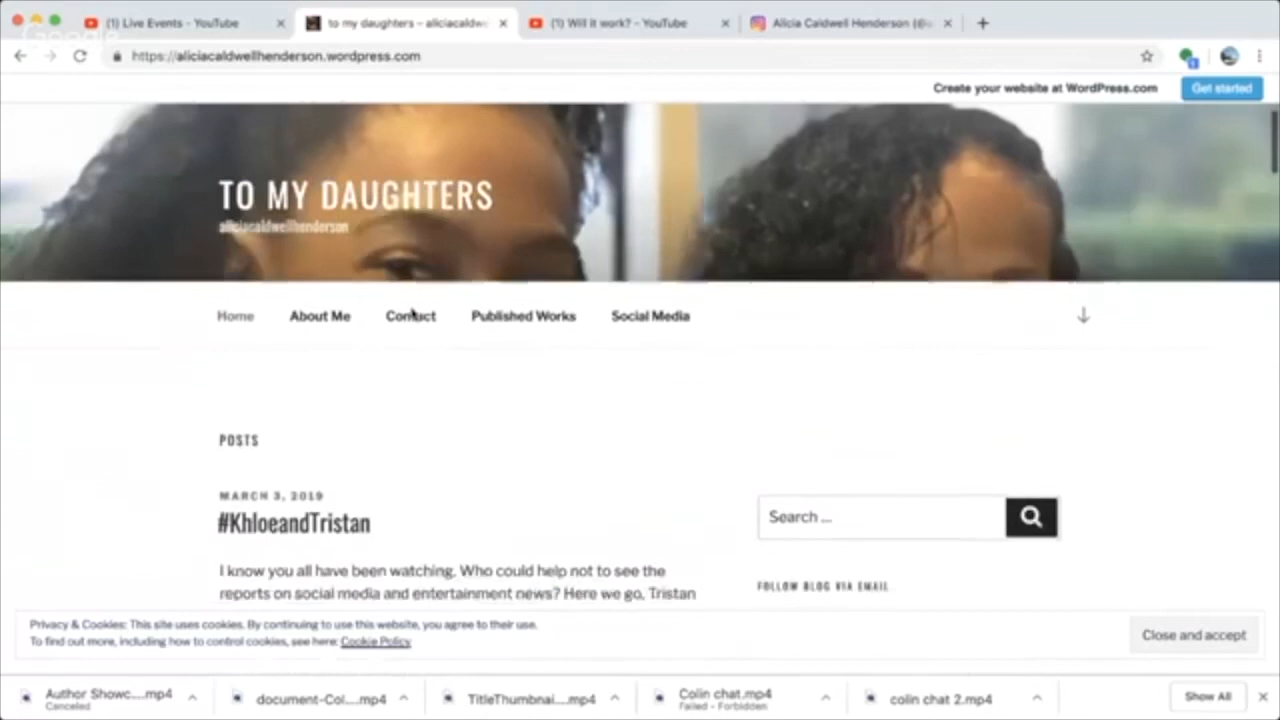 Google
(1) Live Events - YouTube
to my daughters – aliciacaldwe
(1) Will it work? - YouTube
Alicia Caldwell Henderson (@
https://aliciacaldwellhenderson.wordpress.com
Create your website at WordPress.com
Get started
TO MY DAUGHTERS
aliciacaldwellhenderson
Home
About Me
Contact
Published Works
Social Media
POSTS
MARCH 3, 2019
#KhloeandTristan
Search ...
I know you all have been watching. Who could help not to see the
reports on social media and entertainment news? Here we go, Tristan
FOLLOW BLOG VIA EMAIL
Privacy & Cookies: This site uses cookies. By continuing to use this website, you agree to their use.
To find out more, including how to control cookies, see here: Cookie Policy
Close and accept
Author Showc....mp4
Canceled
document-Col....mp4
TitleThumbnai....mp4
Colin chat.mp4
Failed - Forbidden
colin chat 2.mp4
Show All